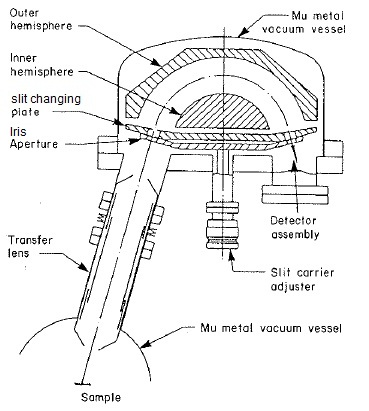 Outer
hemisphere
Mu metal
vacuum vessel
Inner
hemisphere
slit changing
plate
Iris
Aperture
Detector
assembly
Transfer
lens
Slit carrier
adjuster
Mu metal vacuum vessel
Sample